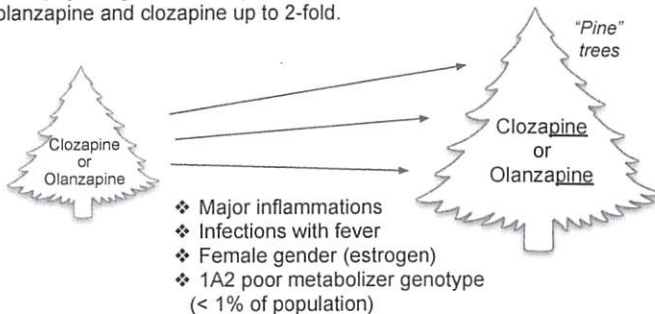 olanzapine and clozapine up to 2-fold.
"Pine"
trees
Clozapine
or
Olanzapine
Clozapine
or
Olanzapine
❖ Major inflammations
❖ Infections with fever
❖ Female gender (estrogen)
❖ 1A2 poor metabolizer genotype
(< 1% of population)